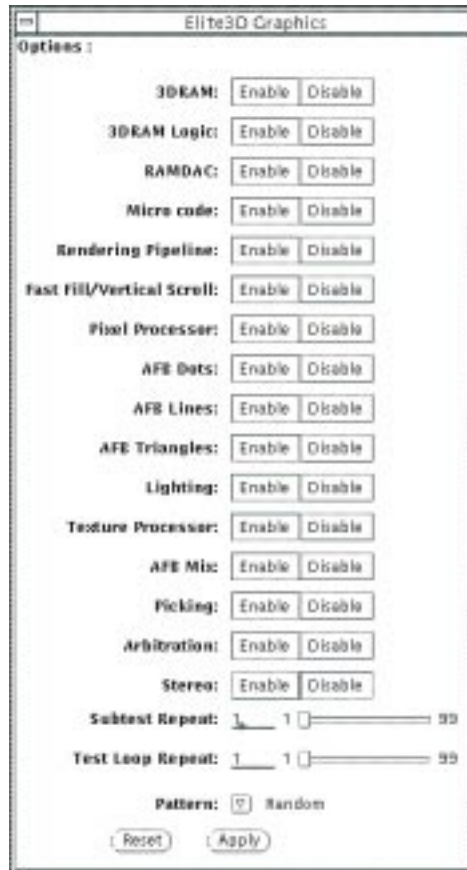 Elite3D Graphics
Options :
3DRAM: Enable Disable
3DRAM Logic: Enable Disable
RAMDAC: Enable Disable
Micro code: Enable Disable
Rendering Pipeline: Enable Disable
Fast Fill/Vertical Scroll: Enable Disable
Pixel Processor: Enable Disable
AFB Dots: Enable Disable
AFB Lines: Enable Disable
AFB Triangles: Enable Disable
Lighting: Enable Disable
Texture Processor: Enable Disable
AFB Mix: Enable Disable
Picking: Enable Disable
Arbitration: Enable Disable
Stereo: Enable Disable
Subtest Repeat: 1 1 99
Test Loop Repeat: 1 1 99
Pattern: Random
Reset Apply